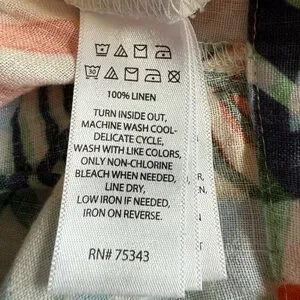 30
100% LINEN
TURN INSIDE OUT,
MACHINE WASH COOL-
DELICATE CYCLE,
WASH WITH LIKE COLORS,
ONLY NON-CHLORINE
BLEACH WHEN NEEDED,
LINE DRY,
LOW IRON IF NEEDED,
IRON ON REVERSE.
RN# 75343